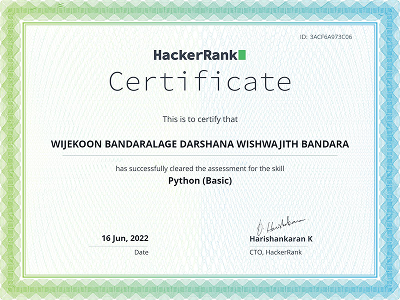 ID: 3ACF6A973C06
HackerRank
Certificate
This is to certify that
WIJEKOON BANDARALAGE DARSHANA WISHWAJITH BANDARA
has successfully cleared the assessment for the skill
Python (Basic)
16 Jun, 2022
Date
Harishankaran K
CTO, HackerRank